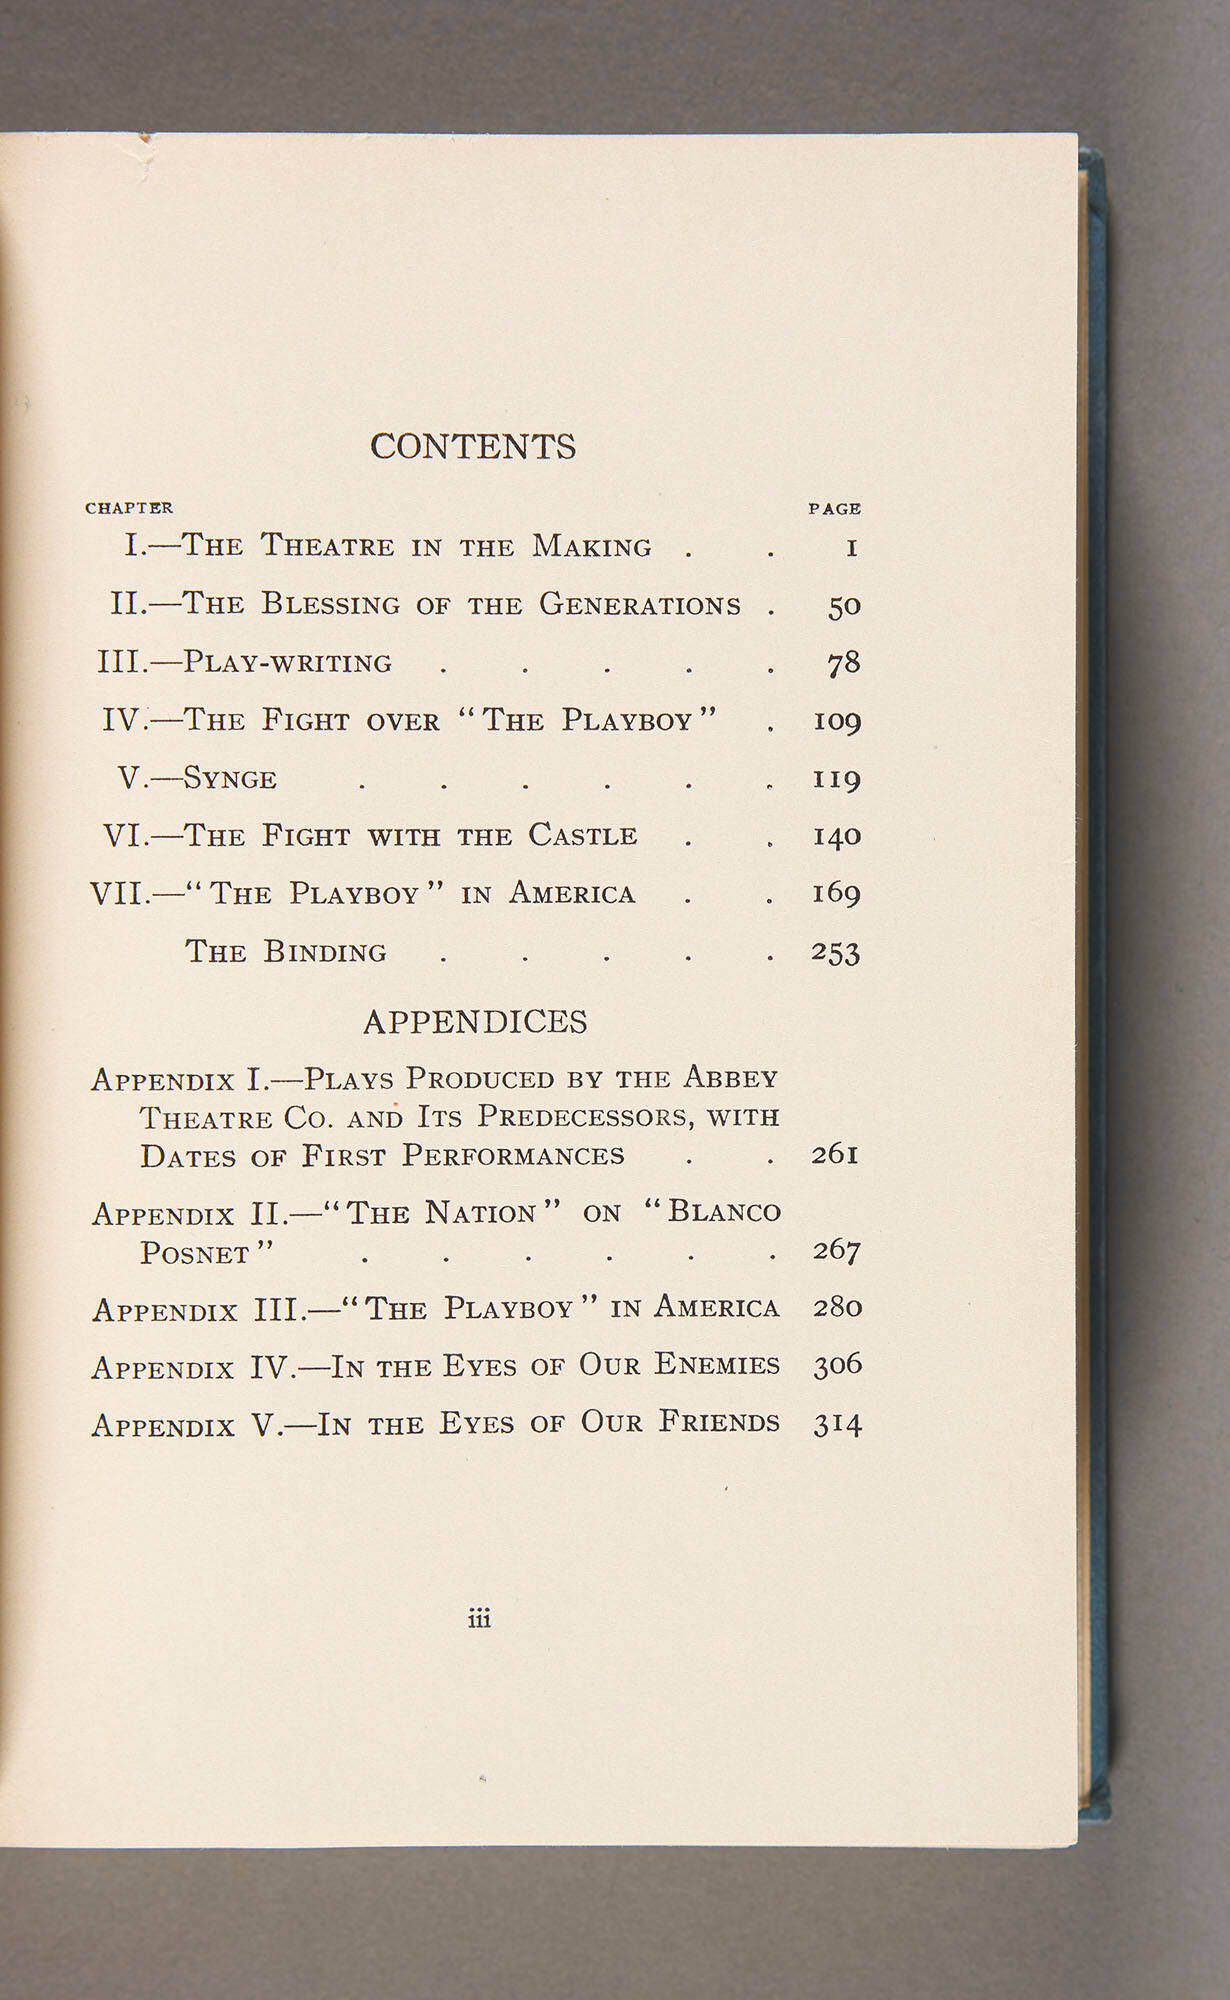 CONTENTS
CHAPTER PAGE
I.—The Theatre in the Making . . 1
II.—The Blessing of the Generations . 50
III.—Play-writing . . . . . 78
IV.—The Fight over “The Playboy” . 109
V.—Synge . . . . . . 119
VI.—The Fight with the Castle . . 140
VII.—“The Playboy” in America . . 169
The Binding . . . . . 253
APPENDICES
Appendix I.—Plays Produced by the Abbey
Theatre Co. and Its Predecessors, with
Dates of First Performances . . 261
Appendix II.—“The Nation” on “Blanco
Posnet” . . . . . . 267
Appendix III.—“The Playboy” in America 280
Appendix IV.—In the Eyes of Our Enemies 306
Appendix V.—In the Eyes of Our Friends 314
iii